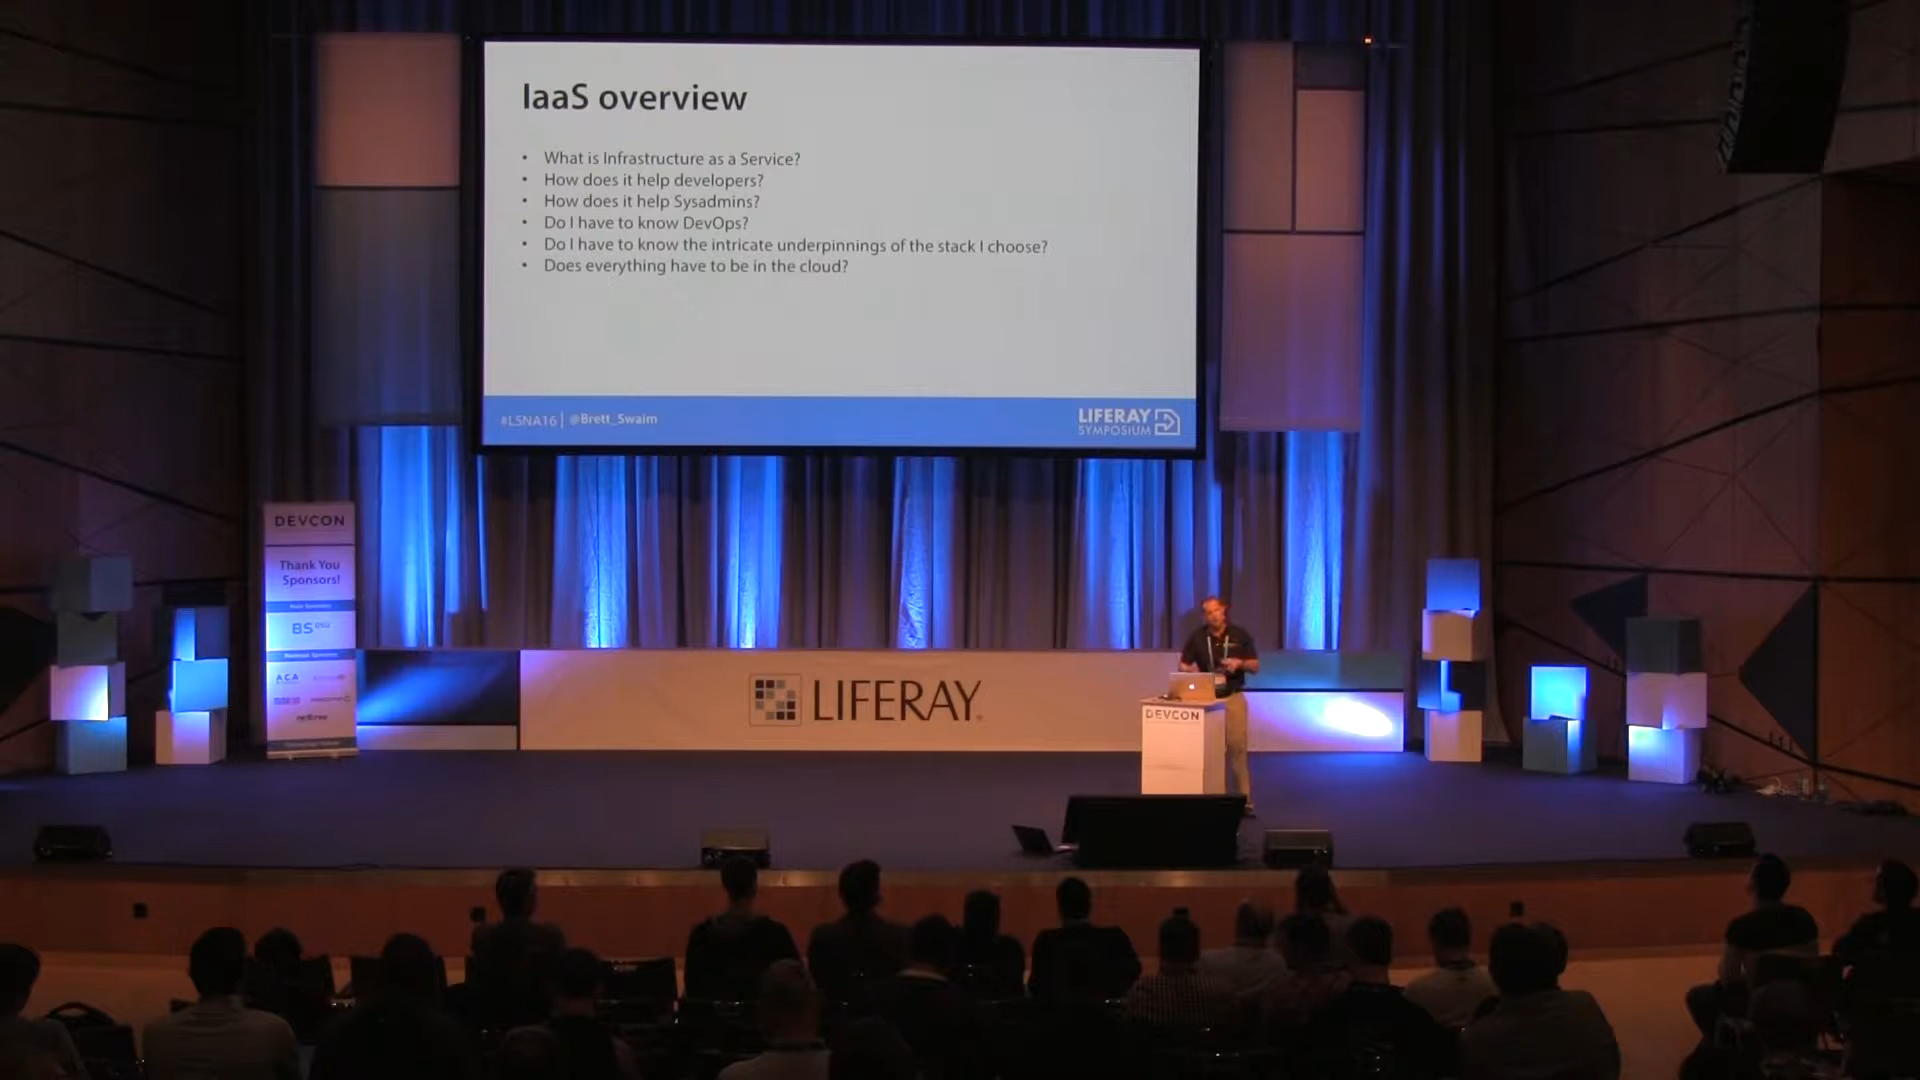 IaaS overview
• What is Infrastructure as a Service?
• How does it help developers?
• How does it help Sysadmins?
• Do I have to know DevOps?
• Do I have to know the intricate underpinnings of the stack I choose?
• Does everything have to be in the cloud?
#LSNA16 | @Brett_Swaim
LIFERAY
SYMPOSIUM
DEVCON
Thank You
Sponsors!
BS
ACA
LIFERAY
DEVCON